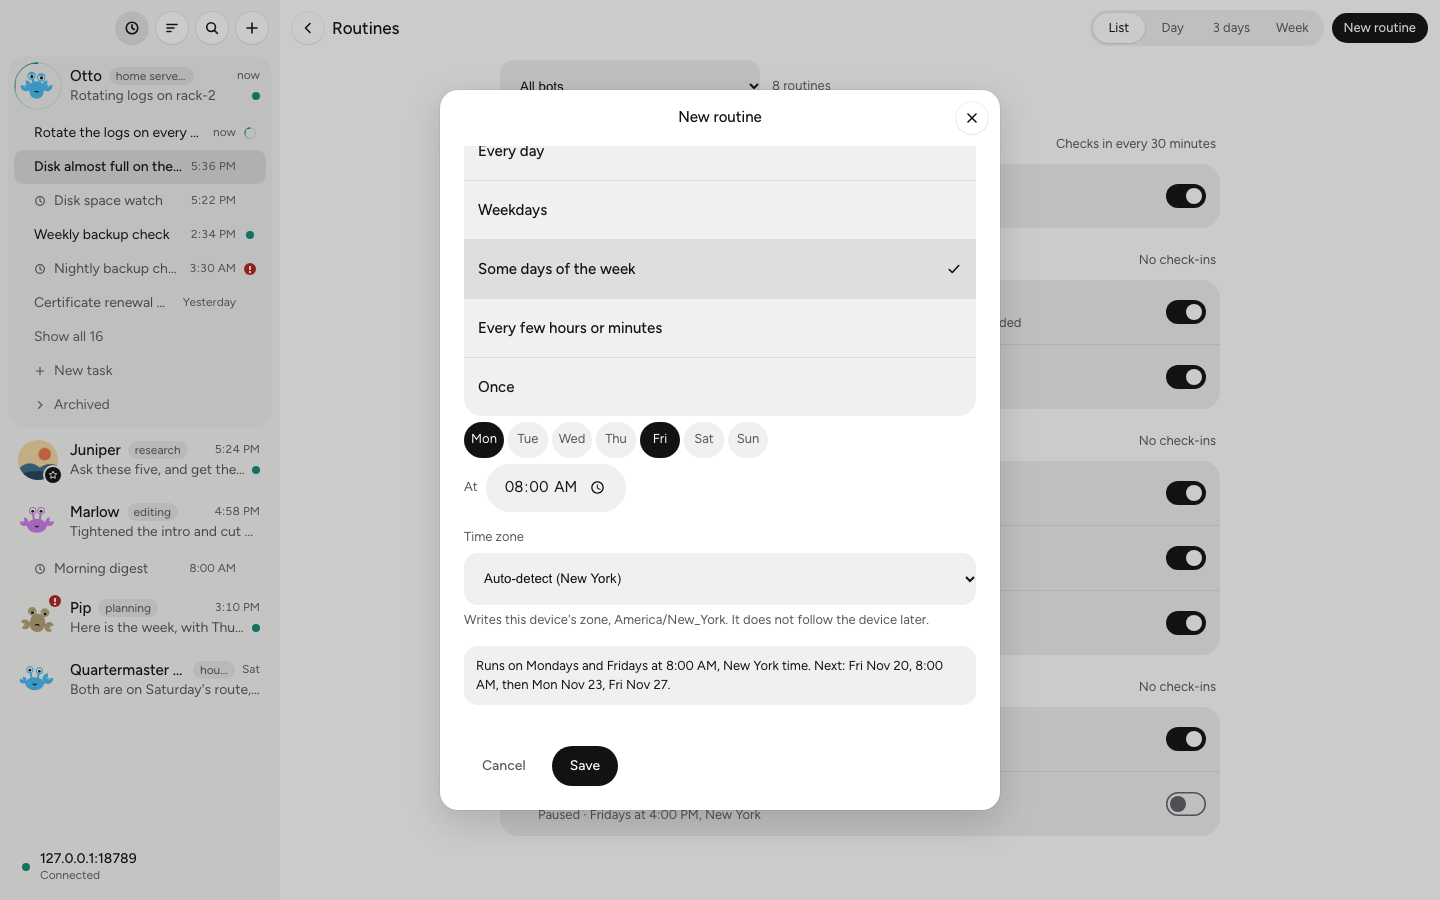 Routines
List
Day
3 days
Week
New routine
Otto
home serve...
now
Rotating logs on rack-2
Rotate the logs on every ...
now
Disk almost full on the...
5:36 PM
Disk space watch
5:22 PM
Weekly backup check
2:34 PM
Nightly backup ch...
3:30 AM
Certificate renewal ...
Yesterday
Show all 16
New task
Archived
Juniper
research
5:24 PM
Ask these five, and get the...
Marlow
editing
4:58 PM
Tightened the intro and cut ...
Morning digest
8:00 AM
Pip
planning
3:10 PM
Here is the week, with Thu...
Quartermaster ...
hou...
Sat
Both are on Saturday's route,...
127.0.0.1:18789
Connected
All bots
8 routines
Checks in every 30 minutes
No check-ins
ded
No check-ins
No check-ins
Paused · Fridays at 4:00 PM, New York
New routine
Every day
Weekdays
Some days of the week
Every few hours or minutes
Once
Mon
Tue
Wed
Thu
Fri
Sat
Sun
At
08:00 AM
Time zone
Auto-detect (New York)
Writes this device's zone, America/New_York. It does not follow the device later.
Runs on Mondays and Fridays at 8:00 AM, New York time. Next: Fri Nov 20, 8:00
AM, then Mon Nov 23, Fri Nov 27.
Cancel
Save